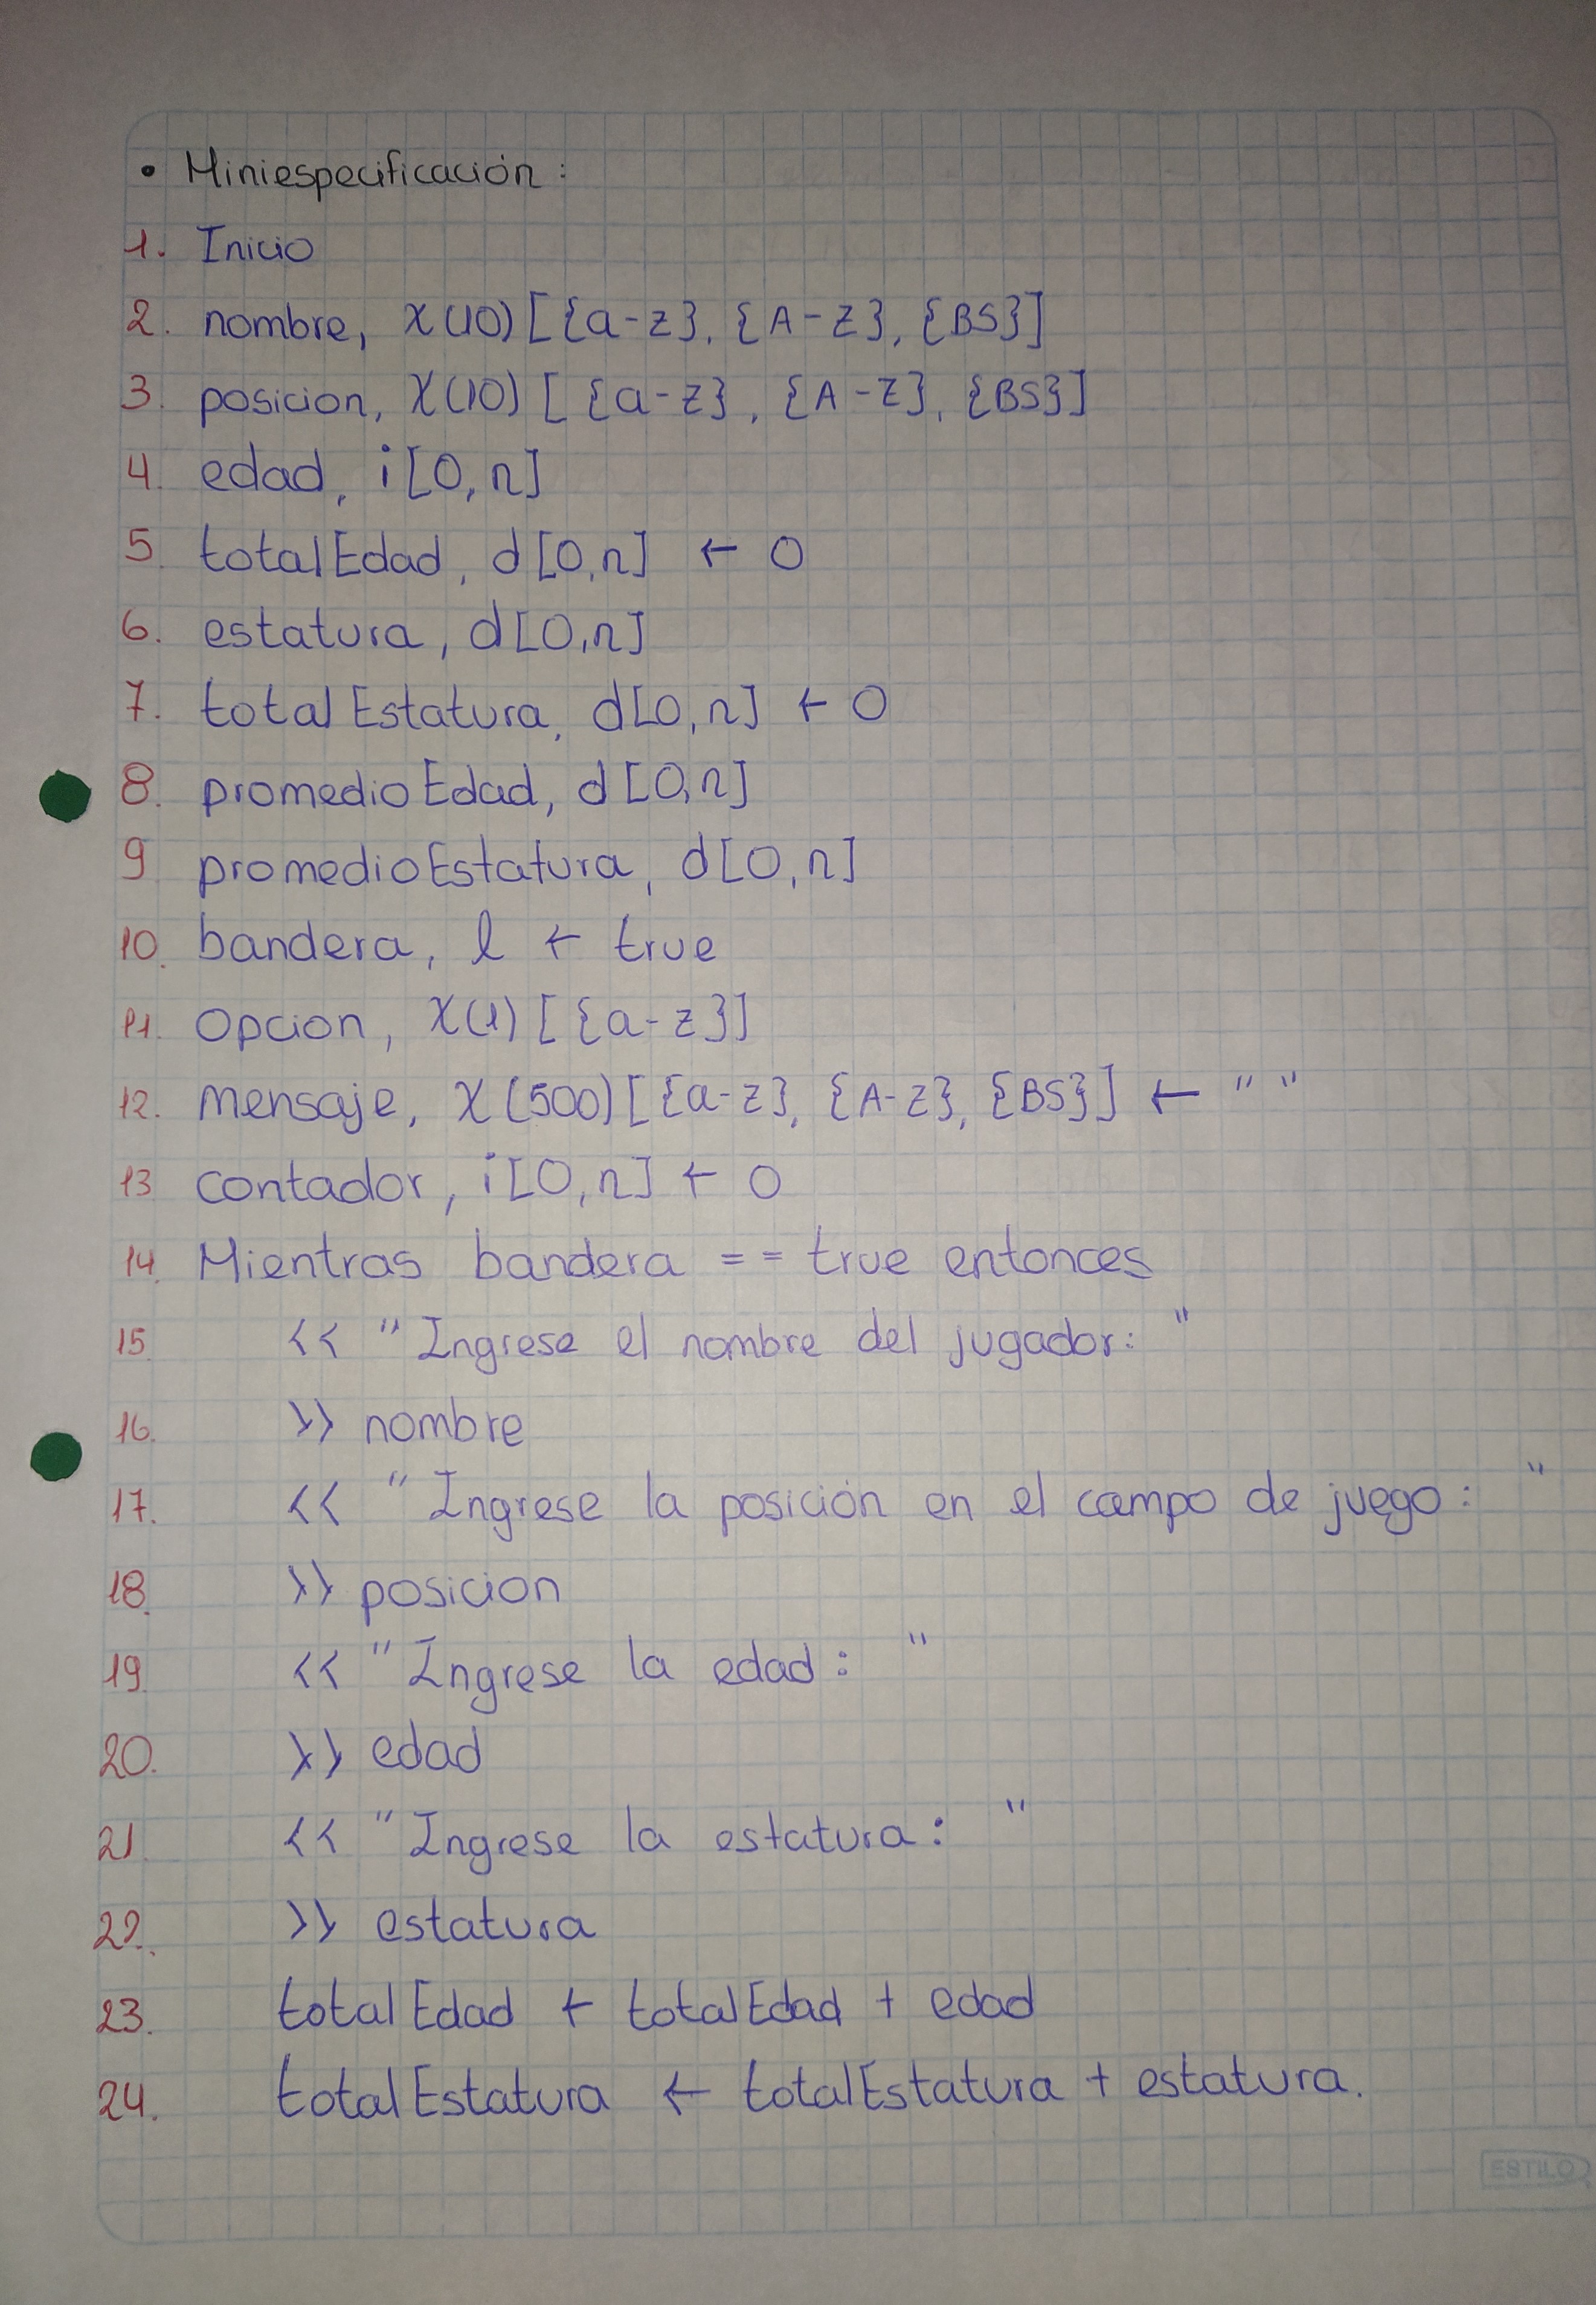 • Miniespecificación:
1. Inicio
2. nombre, X(10)[{a-z}, {A-Z}, {BS}]
3. posicion, X(10)[{a-z}, {A-Z}, {BS}]
4. edad, i[0,n]
5. totalEdad, d[0,n] ← 0
6. estatura, d[0,n]
7. totalEstatura, d[0,n] ← 0
8. promedioEdad, d[0,n]
9. promedioEstatura, d[0,n]
10. bandera, l ← true
11. opcion, X(1)[{a-z}]
12. mensaje, X(500)[{a-z}, {A-Z}, {BS}] ← " "
13. contador, i[0,n] ← 0
14. Mientras bandera == true entonces
15. << "Ingrese el nombre del jugador: "
16. >> nombre
17. << "Ingrese la posición en el campo de juego: "
18. >> posicion
19. << "Ingrese la edad: "
20. >> edad
21. << "Ingrese la estatura: "
22. >> estatura
23. totalEdad ← totalEdad + edad
24. totalEstatura ← totalEstatura + estatura.
ESTILO